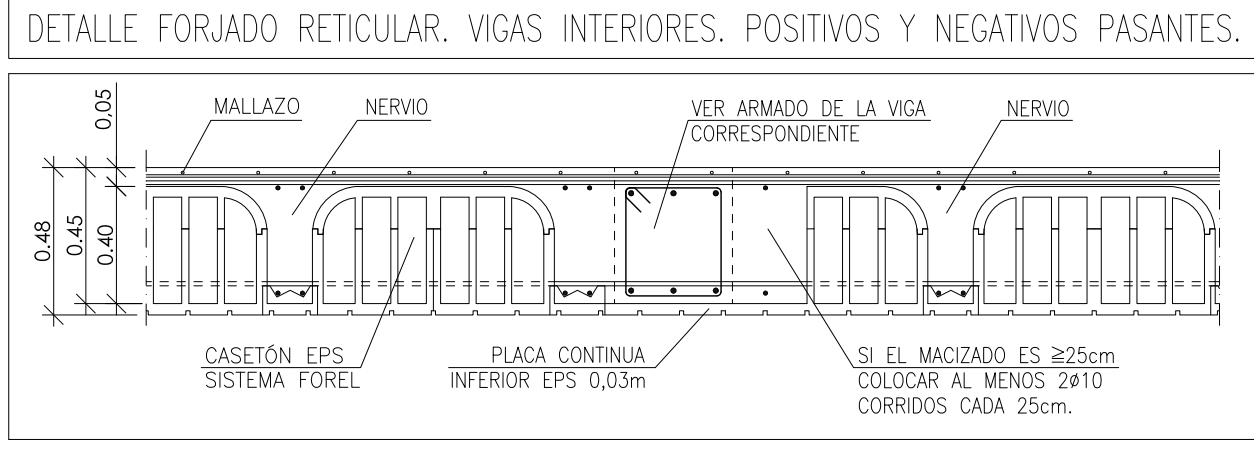 DETALLE FORJADO RETICULAR. VIGAS INTERIORES. POSITIVOS Y NEGATIVOS PASANTES.
0,05
MALLAZO
NERVIO
VER ARMADO DE LA VIGA
CORRESPONDIENTE
NERVIO
0.48
0.45
0.40
CASETÓN EPS
SISTEMA FOREL
PLACA CONTINUA
INFERIOR EPS 0,03m
SI EL MACIZADO ES ≧25cm
COLOCAR AL MENOS 2ø10
CORRIDOS CADA 25cm.